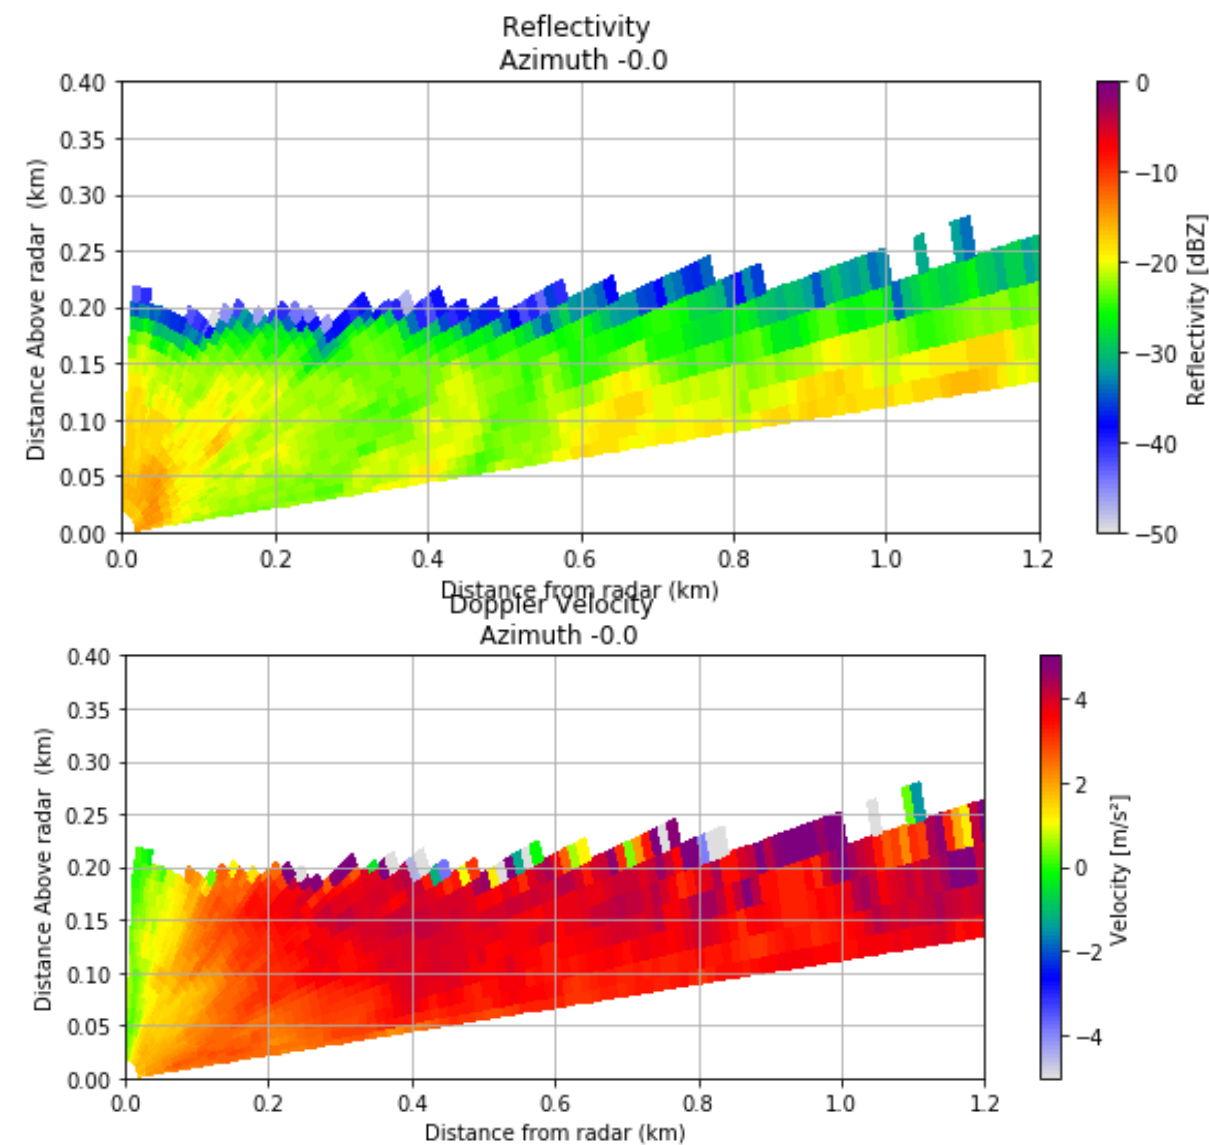 Reflectivity
Azimuth -0.0
0.40
0.35
0.30
0.25
0.20
0.15
0.10
0.05
0.00
Distance Above radar (km)
0.0 0.2 0.4 0.6 0.8 1.0 1.2
Distance from radar (km)
0
−10
−20
−30
−40
−50
Reflectivity [dBZ]
Doppler Velocity
Azimuth -0.0
0.40
0.35
0.30
0.25
0.20
0.15
0.10
0.05
0.00
Distance Above radar (km)
0.0 0.2 0.4 0.6 0.8 1.0 1.2
Distance from radar (km)
4
2
0
−2
−4
Velocity [m/s²]